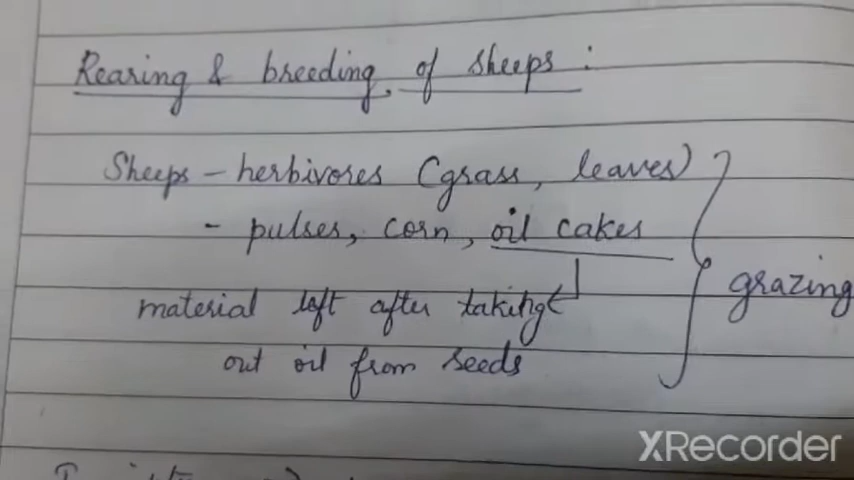 Rearing & breeding of sheeps :
Sheeps - herbivores (grass, leaves)
- pulses, corn, oil cakes
grazing
material left after taking
out oil from seeds
XRecorder